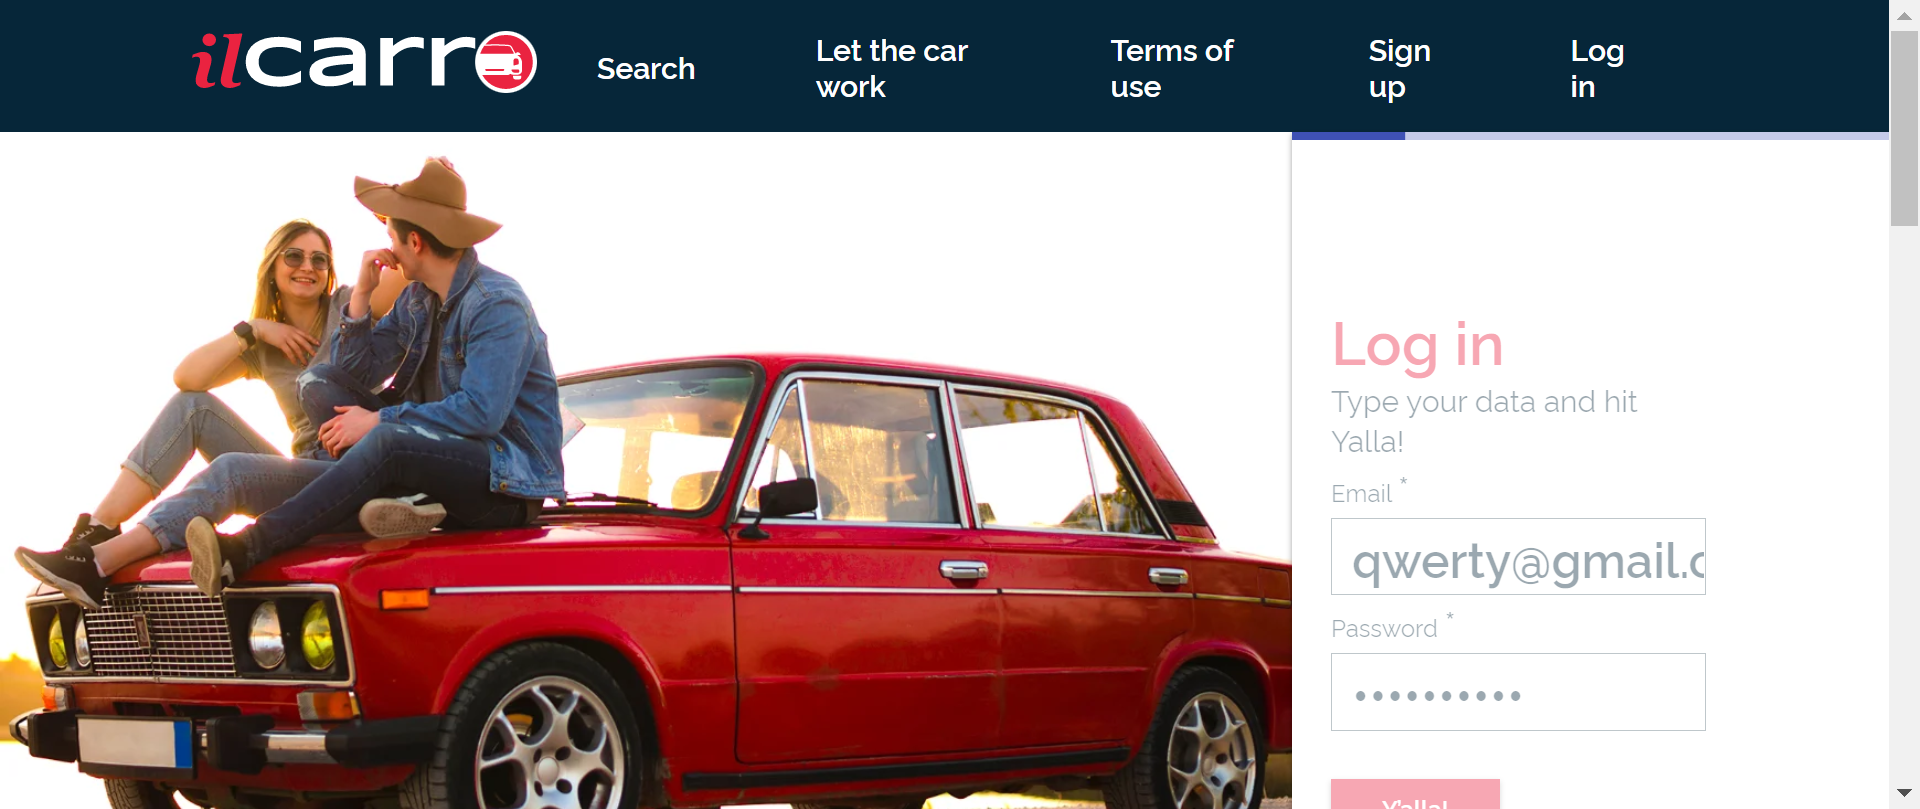 ilcarro
Search
Let the car
work
Terms of
use
Sign
up
Log
in
Log in
Type your data and hit
Yalla!
Email *
qwerty@gmail.c
Password *
••••••••••
Y'alla!